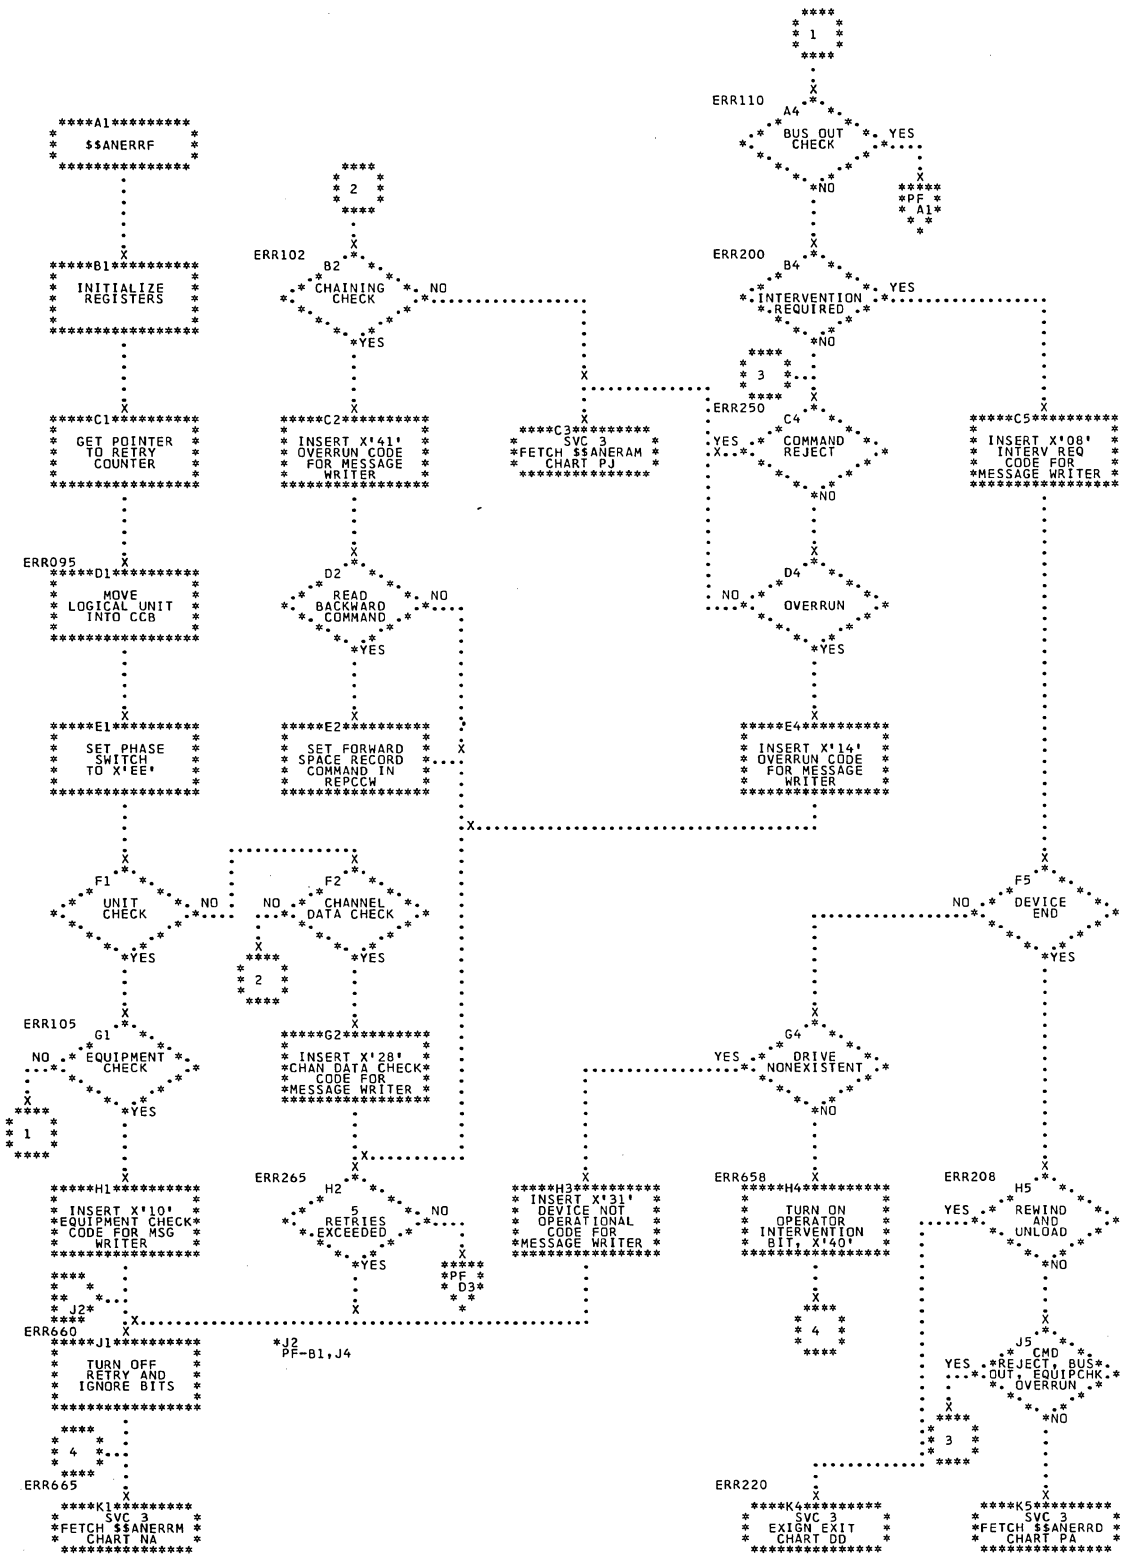 1
ERR110
A4
BUS OUT
CHECK
YES
NO
PF
A1
A1
$$ANERRF
2
B1
INITIALIZE
REGISTERS
ERR102
B2
CHAINING
CHECK
NO
YES
ERR200
B4
INTERVENTION
REQUIRED
YES
NO
3
C1
GET POINTER
TO RETRY
COUNTER
C2
INSERT X'41'
OVERRUN CODE
FOR MESSAGE
WRITER
C3
SVC 3
FETCH $$ANERAM
CHART PJ
ERR250
C4
COMMAND
REJECT
YES
NO
C5
INSERT X'08'
INTERV REQ
CODE FOR
MESSAGE WRITER
ERR095
D1
MOVE
LOGICAL UNIT
INTO CCB
D2
READ
BACKWARD
COMMAND
NO
YES
D4
OVERRUN
NO
YES
E1
SET PHASE
SWITCH
TO X'EE'
E2
SET FORWARD
SPACE RECORD
COMMAND IN
REPCCW
E4
INSERT X'14'
OVERRUN CODE
FOR MESSAGE
WRITER
F1
UNIT
CHECK
NO
YES
F2
CHANNEL
DATA CHECK
NO
YES
2
F5
DEVICE
END
NO
YES
ERR105
G1
EQUIPMENT
CHECK
NO
YES
1
G2
INSERT X'28'
CHAN DATA CHECK
CODE FOR
MESSAGE WRITER
G4
DRIVE
NONEXISTENT
YES
NO
H1
INSERT X'10'
EQUIPMENT CHECK
CODE FOR MSG
WRITER
ERR265
H2
5
RETRIES
EXCEEDED
NO
YES
PF
D3
H3
INSERT X'31'
DEVICE NOT
OPERATIONAL
CODE FOR
MESSAGE WRITER
ERR658
H4
TURN ON
OPERATOR
INTERVENTION
BIT, X'40'
4
ERR208
H5
REWIND
AND
UNLOAD
YES
NO
J2*
ERR660
J1
TURN OFF
RETRY AND
IGNORE BITS
*J2
PF-B1,J4
J5
CMD
REJECT, BUS
OUT, EQUIPCHK
OVERRUN
YES
NO
3
4
ERR665
K1
SVC 3
FETCH $$ANERRM
CHART NA
ERR220
K4
SVC 3
EXIGN EXIT
CHART DD
K5
SVC 3
FETCH $$ANERRD
CHART PA